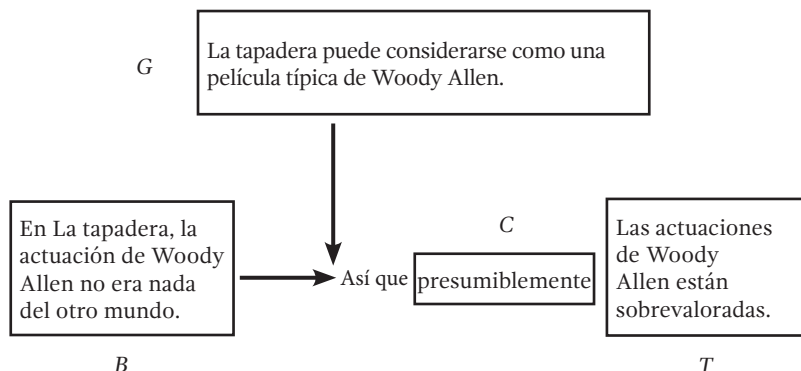 G
La tapadera puede considerarse como una
película típica de Woody Allen.
En La tapadera, la
actuación de Woody
Allen no era nada
del otro mundo.
B
Así que
C
presumiblemente
Las actuaciones
de Woody
Allen están
sobrevaloradas.
T